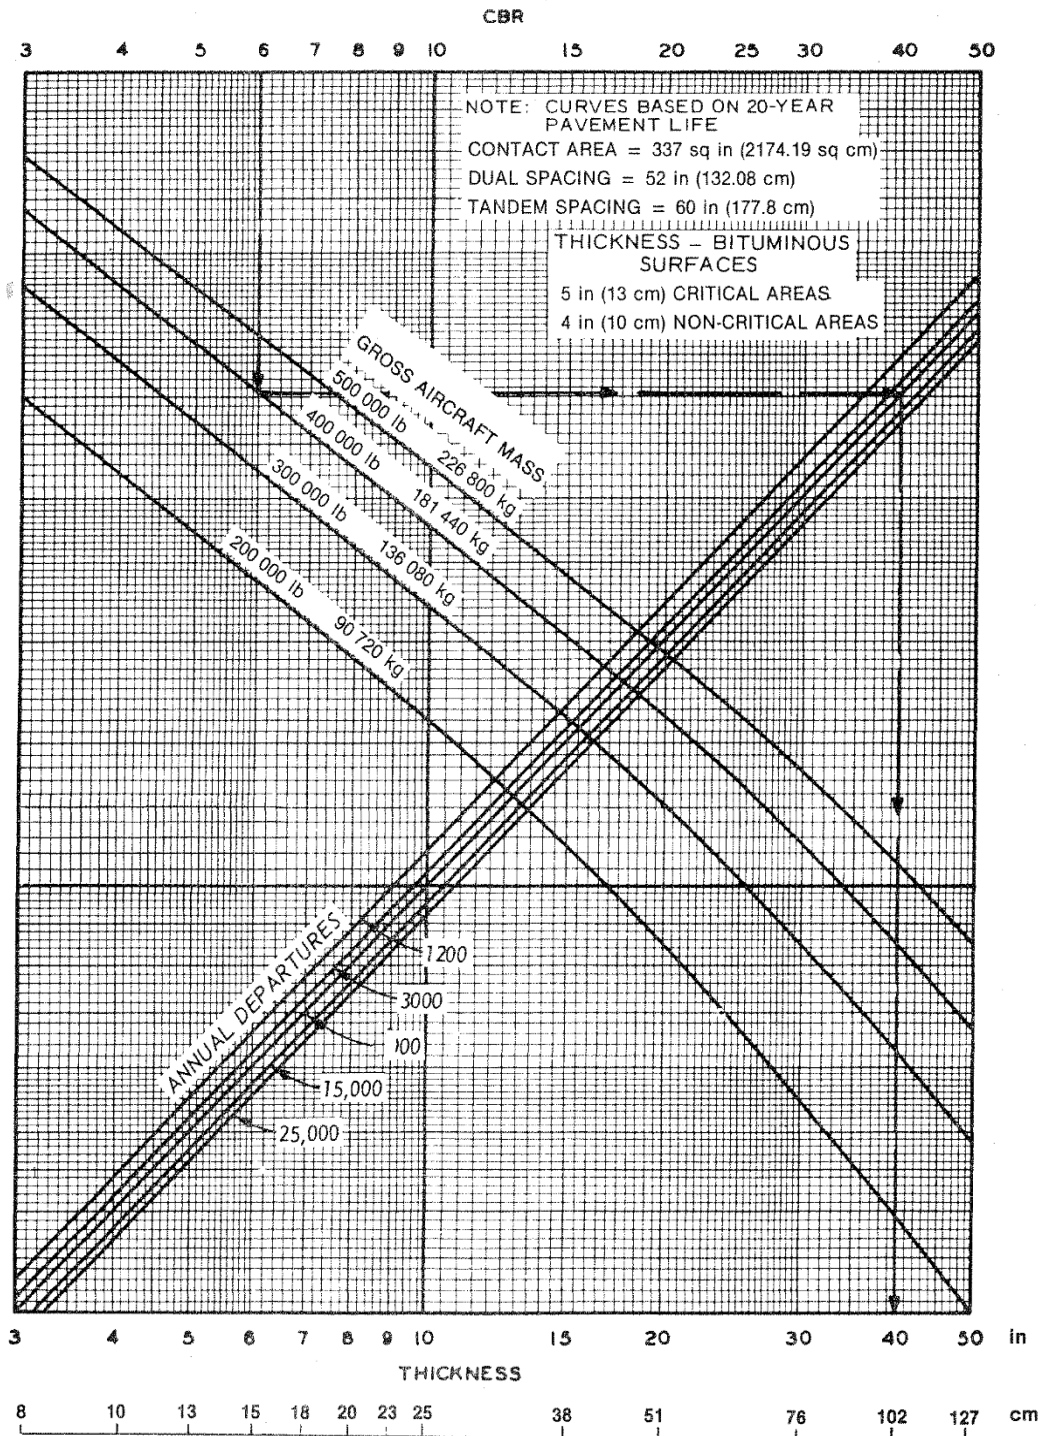 CBR
3 4 5 6 7 8 9 10 15 20 25 30 40 50
NOTE: CURVES BASED ON 20-YEAR
PAVEMENT LIFE
CONTACT AREA = 337 sq in (2174.19 sq cm)
DUAL SPACING = 52 in (132.08 cm)
TANDEM SPACING = 60 in (177.8 cm)
THICKNESS – BITUMINOUS
SURFACES
5 in (13 cm) CRITICAL AREAS
4 in (10 cm) NON-CRITICAL AREAS
GROSS AIRCRAFT MASS
500 000 lb 226 800 kg
400 000 lb 181 440 kg
300 000 lb 136 080 kg
200 000 lb 90 720 kg
ANNUAL DEPARTURES
1200
3000
15,000
25,000
3 4 5 6 7 8 9 10 15 20 30 40 50 in
THICKNESS
8 10 13 15 18 20 23 25 38 51 76 102 127 cm